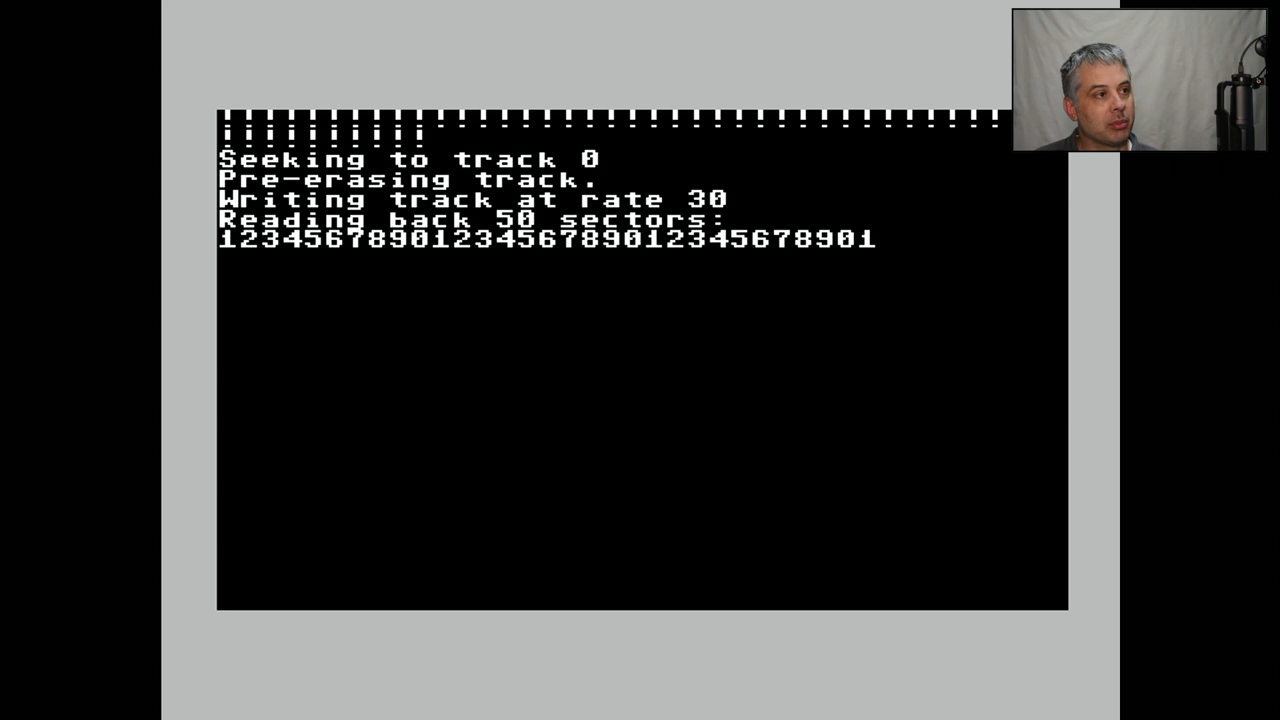 Seeking to track 0
Pre-erasing track.
Writing track at rate 30
Reading back 50 sectors:
1234567890123456789012345678901